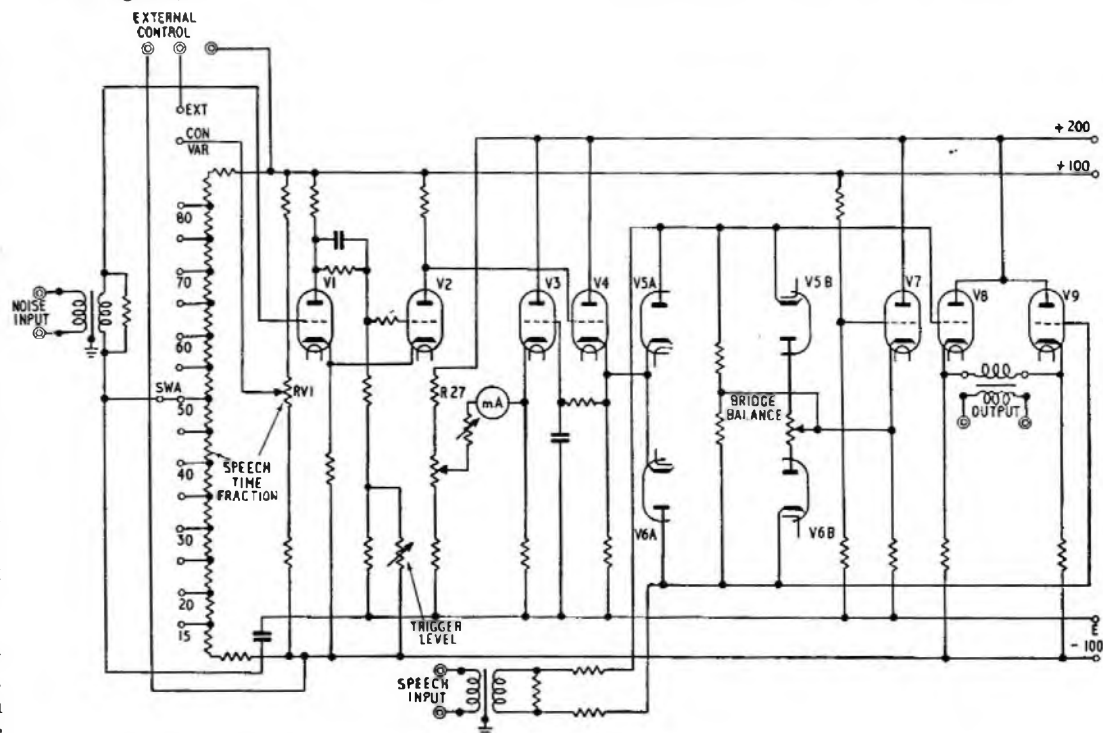 EXTERNAL
CONTROL
EXT
CON
VAR
+200
+100
80
70
60
50
40
30
20
15
NOISE
INPUT
SWA
RV1
SPEECH
TIME
FRACTION
V1
V2
V3
V4
V5A
V5B
V7
V8
V9
R27
mA
BRIDGE
BALANCE
OUTPUT
V6A
V6B
TRIGGER
LEVEL
E
-100
SPEECH
INPUT